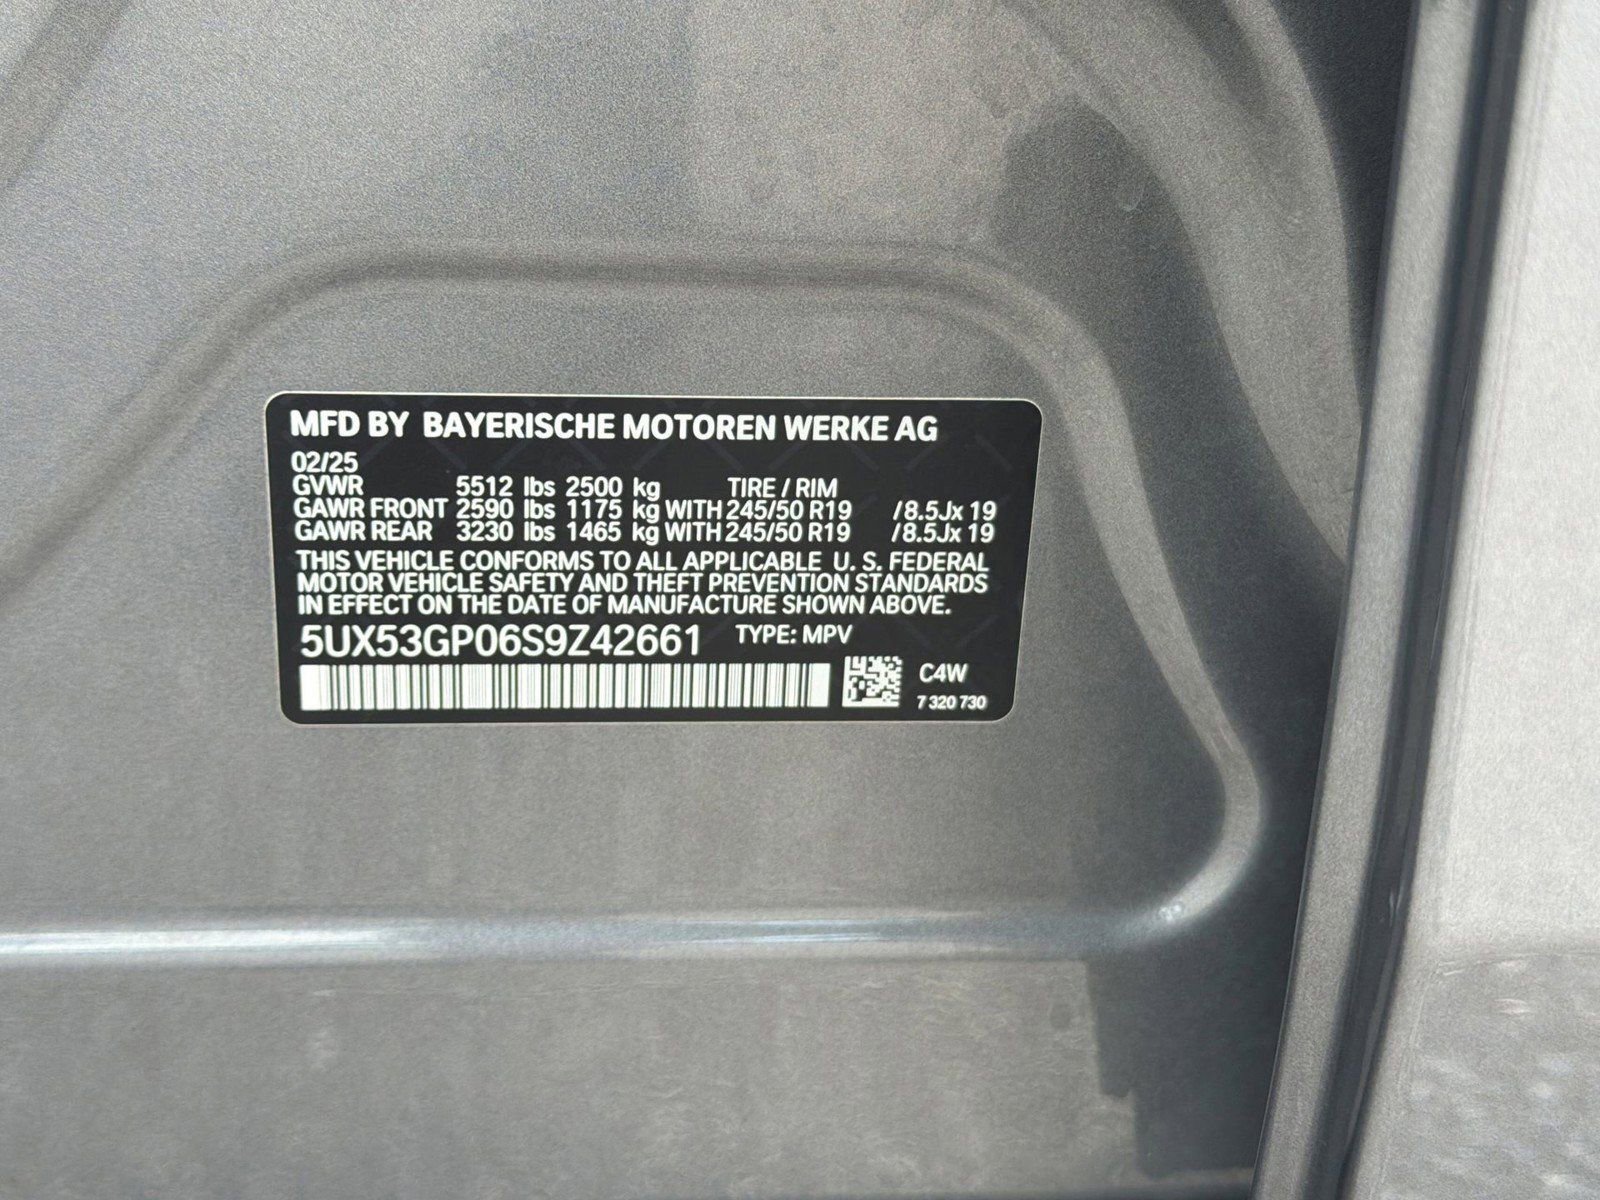 MFD BY BAYERISCHE MOTOREN WERKE AG
02/25
GVWR 5512 lbs 2500 kg TIRE / RIM
GAWR FRONT 2590 lbs 1175 kg WITH 245/50 R19 /8.5Jx 19
GAWR REAR 3230 lbs 1465 kg WITH 245/50 R19 /8.5Jx 19
THIS VEHICLE CONFORMS TO ALL APPLICABLE U. S. FEDERAL
MOTOR VEHICLE SAFETY AND THEFT PREVENTION STANDARDS
IN EFFECT ON THE DATE OF MANUFACTURE SHOWN ABOVE.
5UX53GP06S9Z42661 TYPE: MPV
C4W
7 320 730